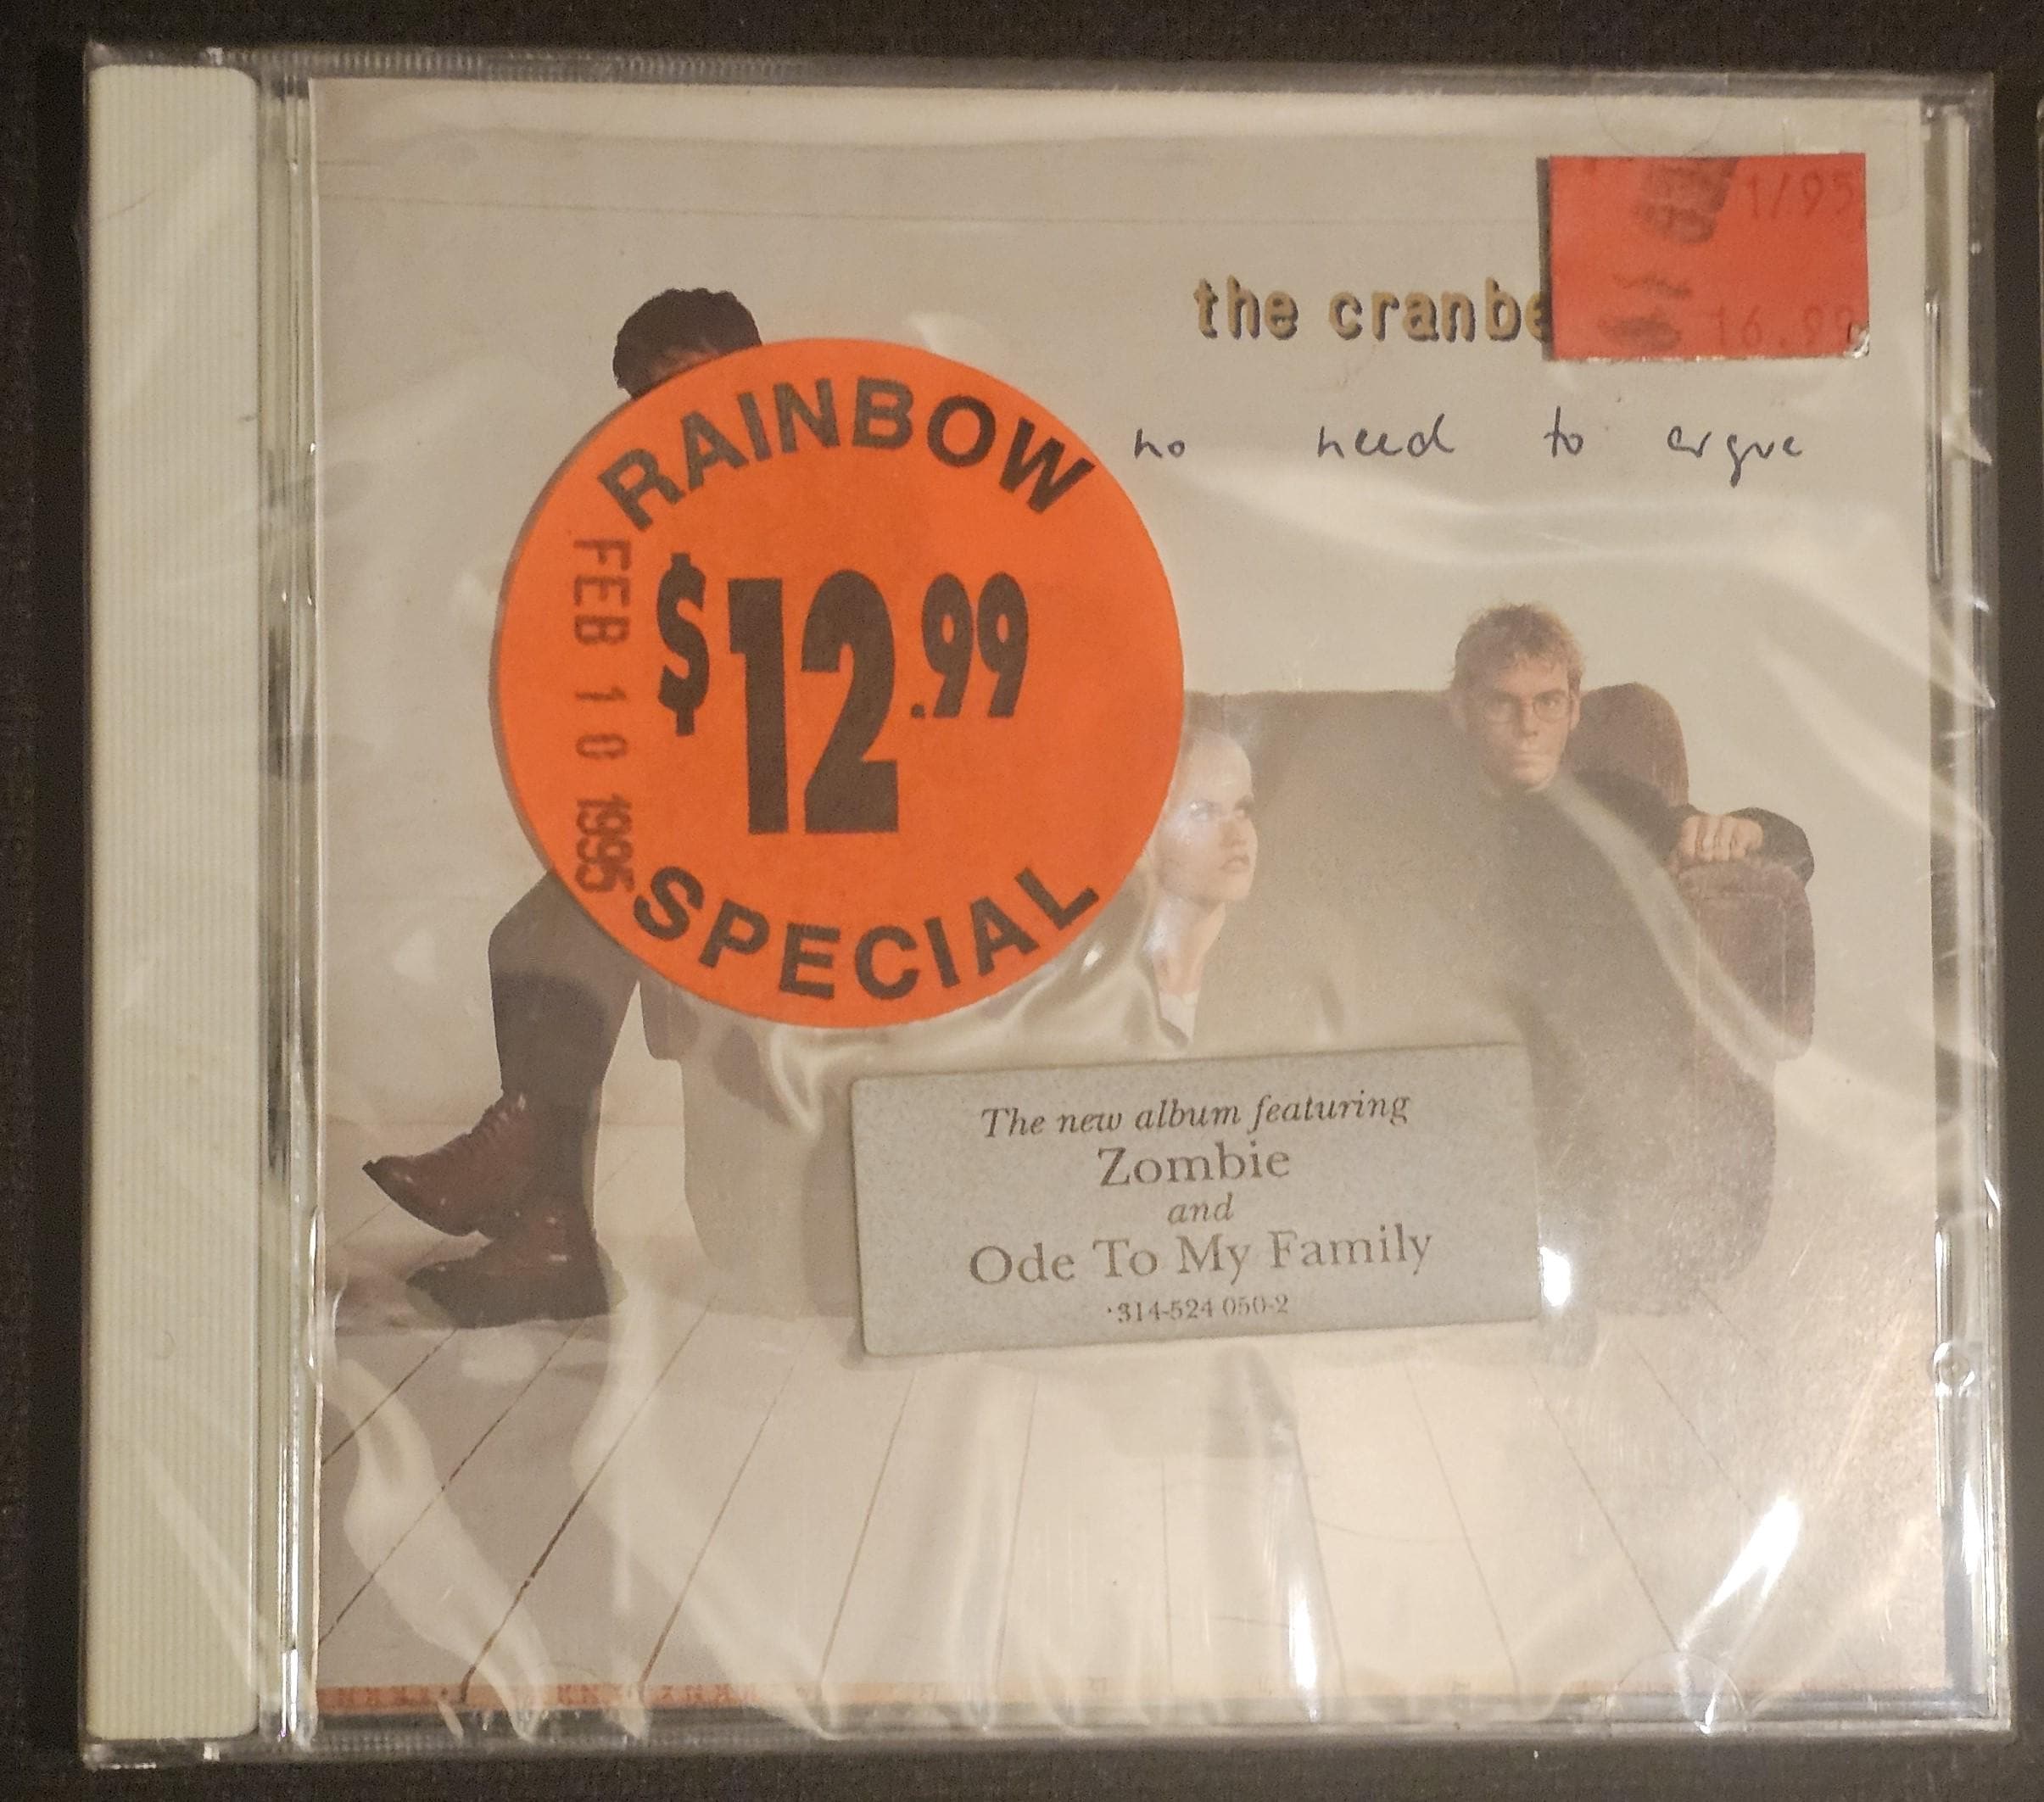 1/95
the cranbe
16.99
no need to argue
RAINBOW
FEB 10 1995
$12.99
SPECIAL
The new album featuring
Zombie
and
Ode To My Family
314-524 050-2